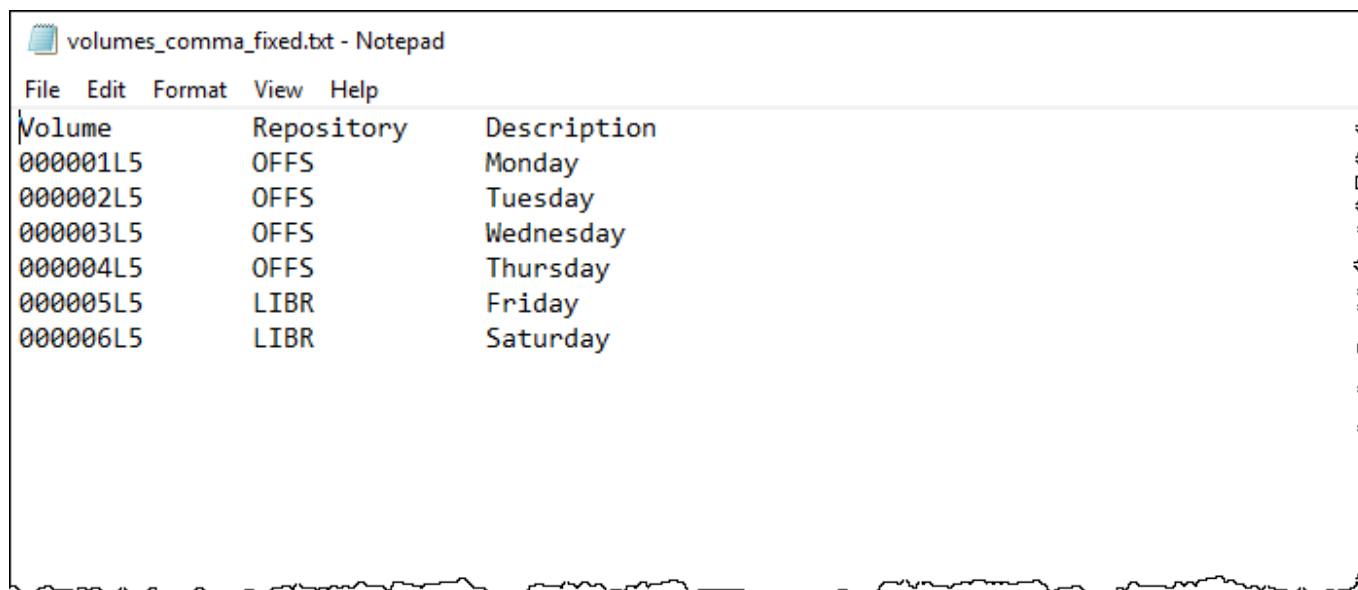 volumes_comma_fixed.txt - Notepad
File Edit Format View Help
Volume Repository Description
000001L5 OFFS Monday
000002L5 OFFS Tuesday
000003L5 OFFS Wednesday
000004L5 OFFS Thursday
000005L5 LIBR Friday
000006L5 LIBR Saturday